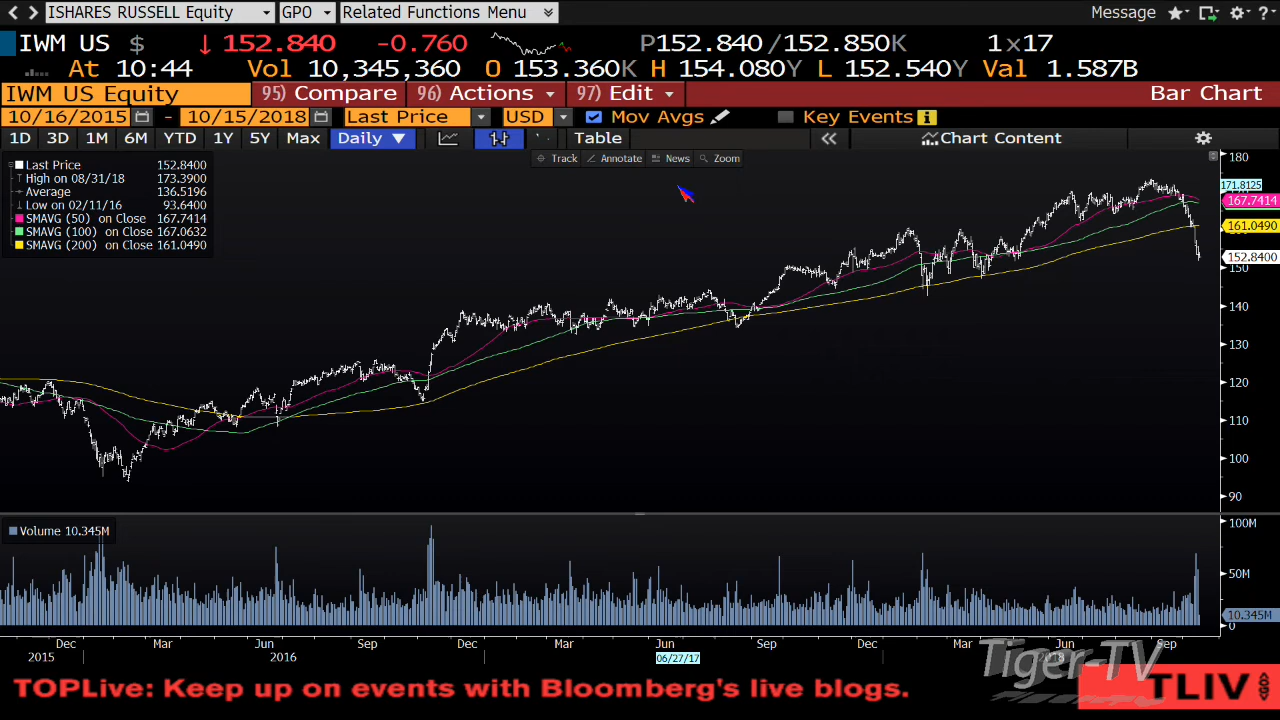 ISHARES RUSSELL Equity GPO Related Functions Menu Message
IWM US $ ↓ 152.840 -0.760 P152.840/152.850K 1x17
At 10:44 Vol 10,345,360 O 153.360K H 154.080Y L 152.540Y Val 1.587B
IWM US Equity 95) Compare 96) Actions 97) Edit Bar Chart
10/16/2015 - 10/15/2018 Last Price USD Mov Avgs Key Events
1D 3D 1M 6M YTD 1Y 5Y Max Daily ▼ Table « Chart Content
Track Annotate News Zoom
Last Price 152.8400
High on 08/31/18 173.3900
Average 136.5196
Low on 02/11/16 93.6400
SMAVG (50) on Close 167.7414
SMAVG (100) on Close 167.0632
SMAVG (200) on Close 161.0490
180
171.8125
167.7414
161.0490
152.8400
150
140
130
120
110
100
90
Volume 10.345M
100M
50M
10.345M
0
Dec Mar Jun Sep Dec Mar Jun Sep Dec Mar Jun Sep
2015 2016 06/27/17 2018
Tiger-TV
TOPLive: Keep up on events with Bloomberg's live blogs.
TLIV